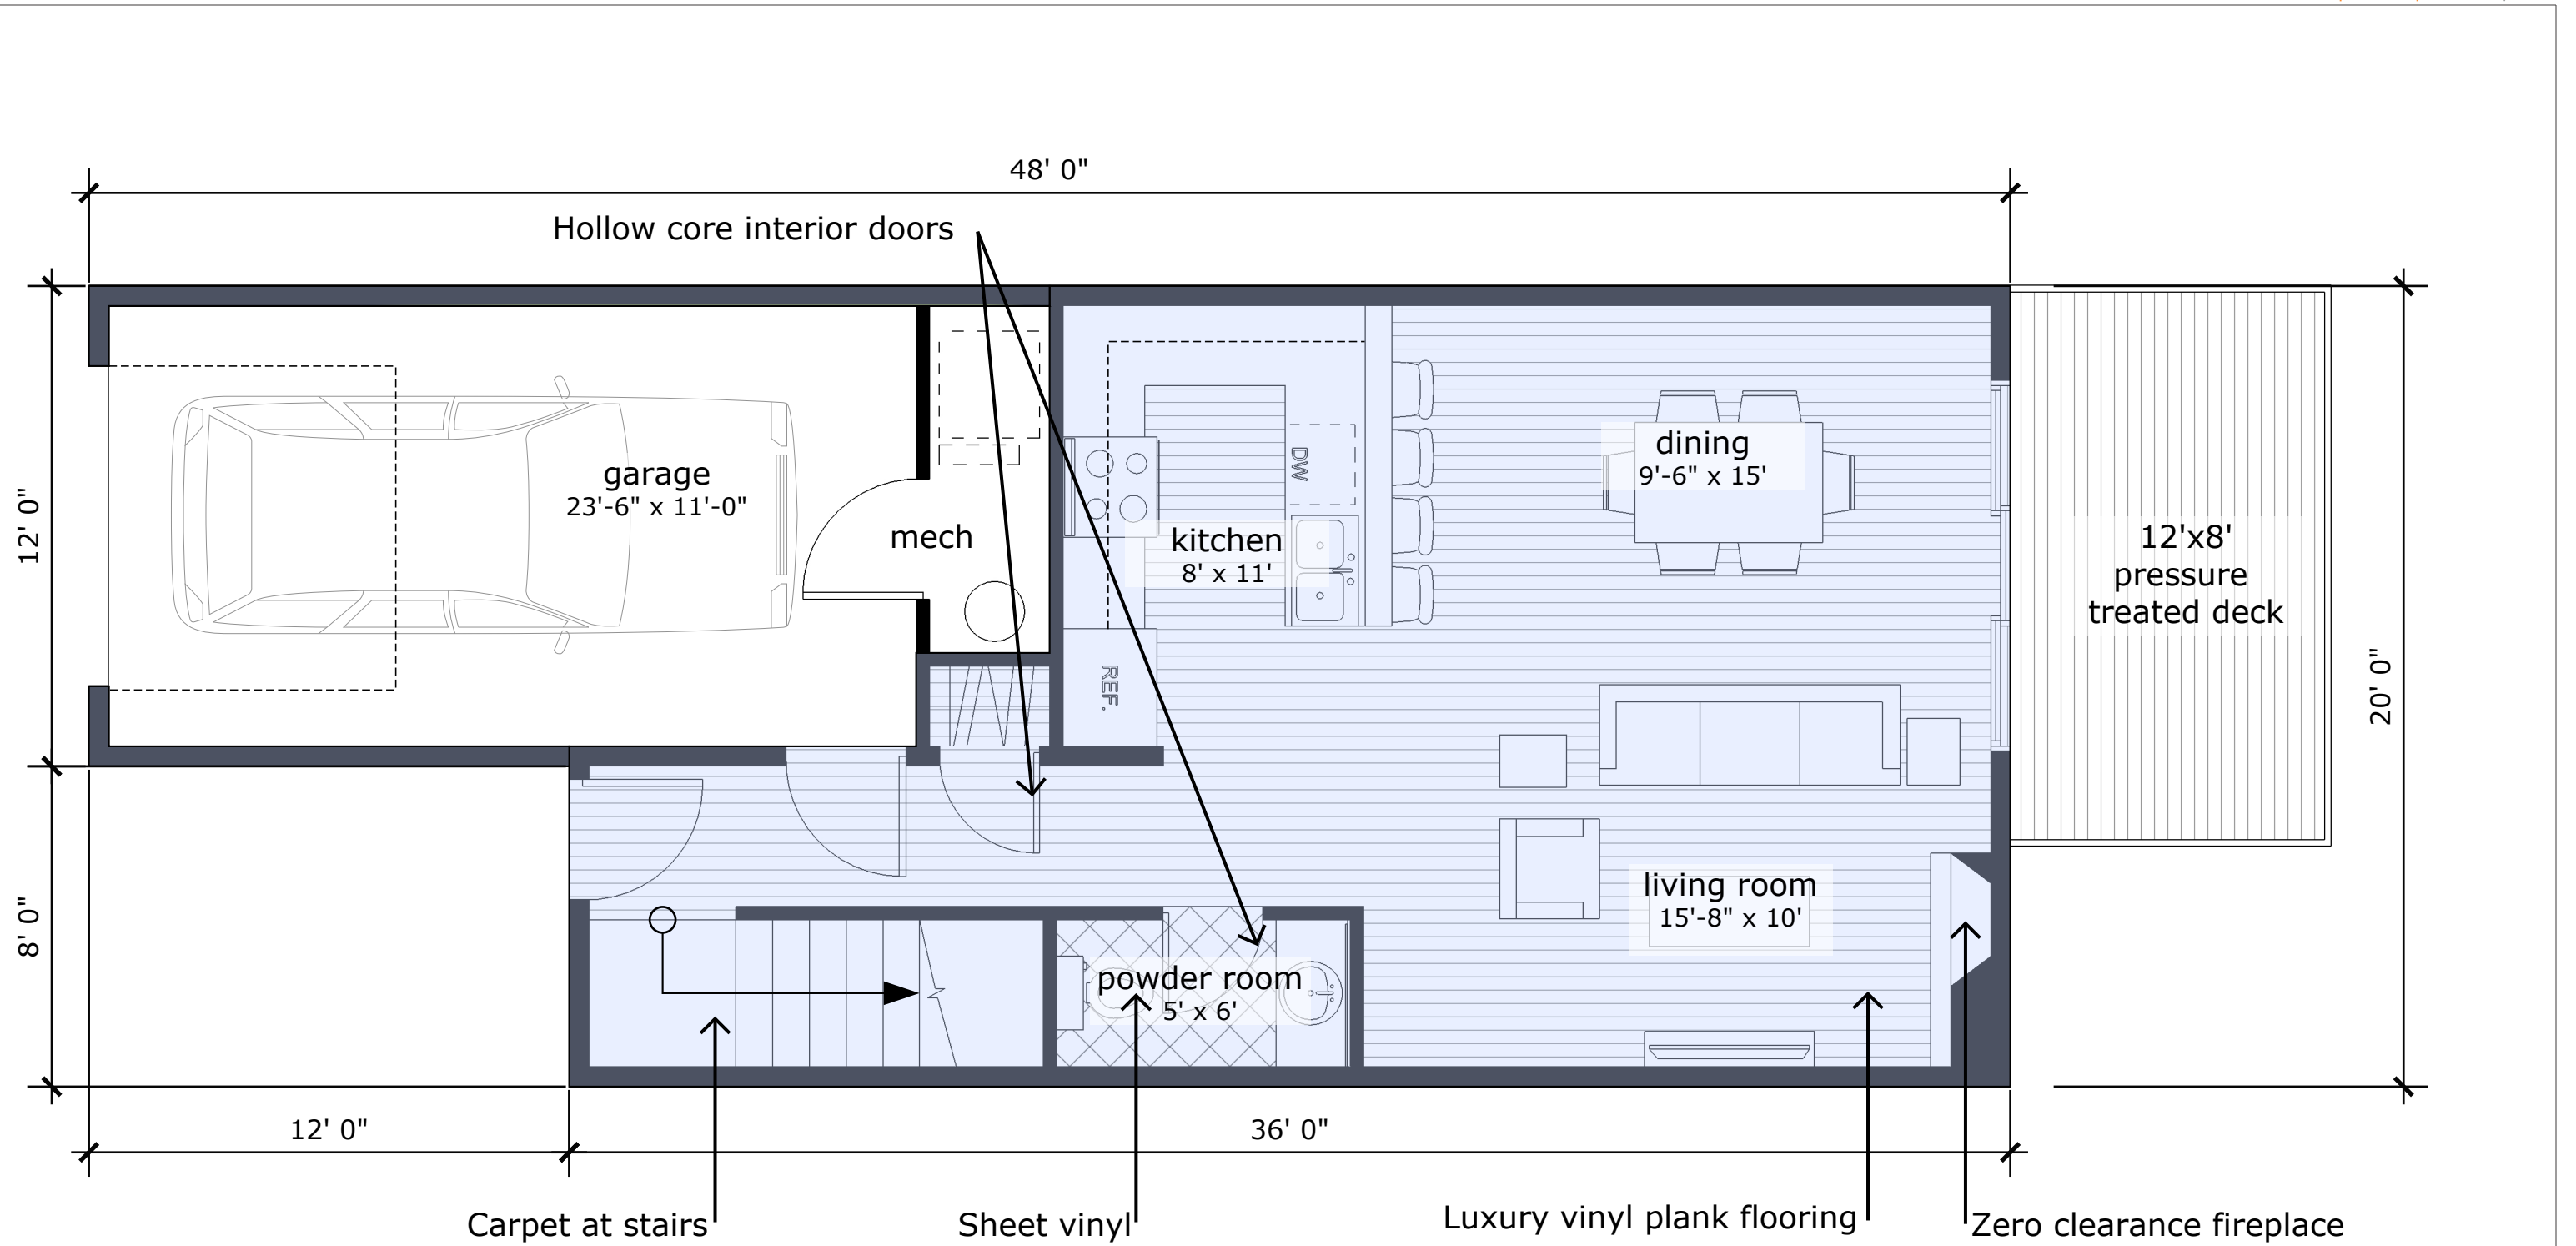 48' 0"
Hollow core interior doors
garage
23'-6" x 11'-0"
mech
DW
kitchen
8' x 11'
dining
9'-6" x 15'
12'x8'
pressure
treated deck
12' 0"
20' 0"
REF.
8' 0"
living room
15'-8" x 10'
powder room
5' x 6'
12' 0"
36' 0"
Carpet at stairs
Sheet vinyl
Luxury vinyl plank flooring
Zero clearance fireplace